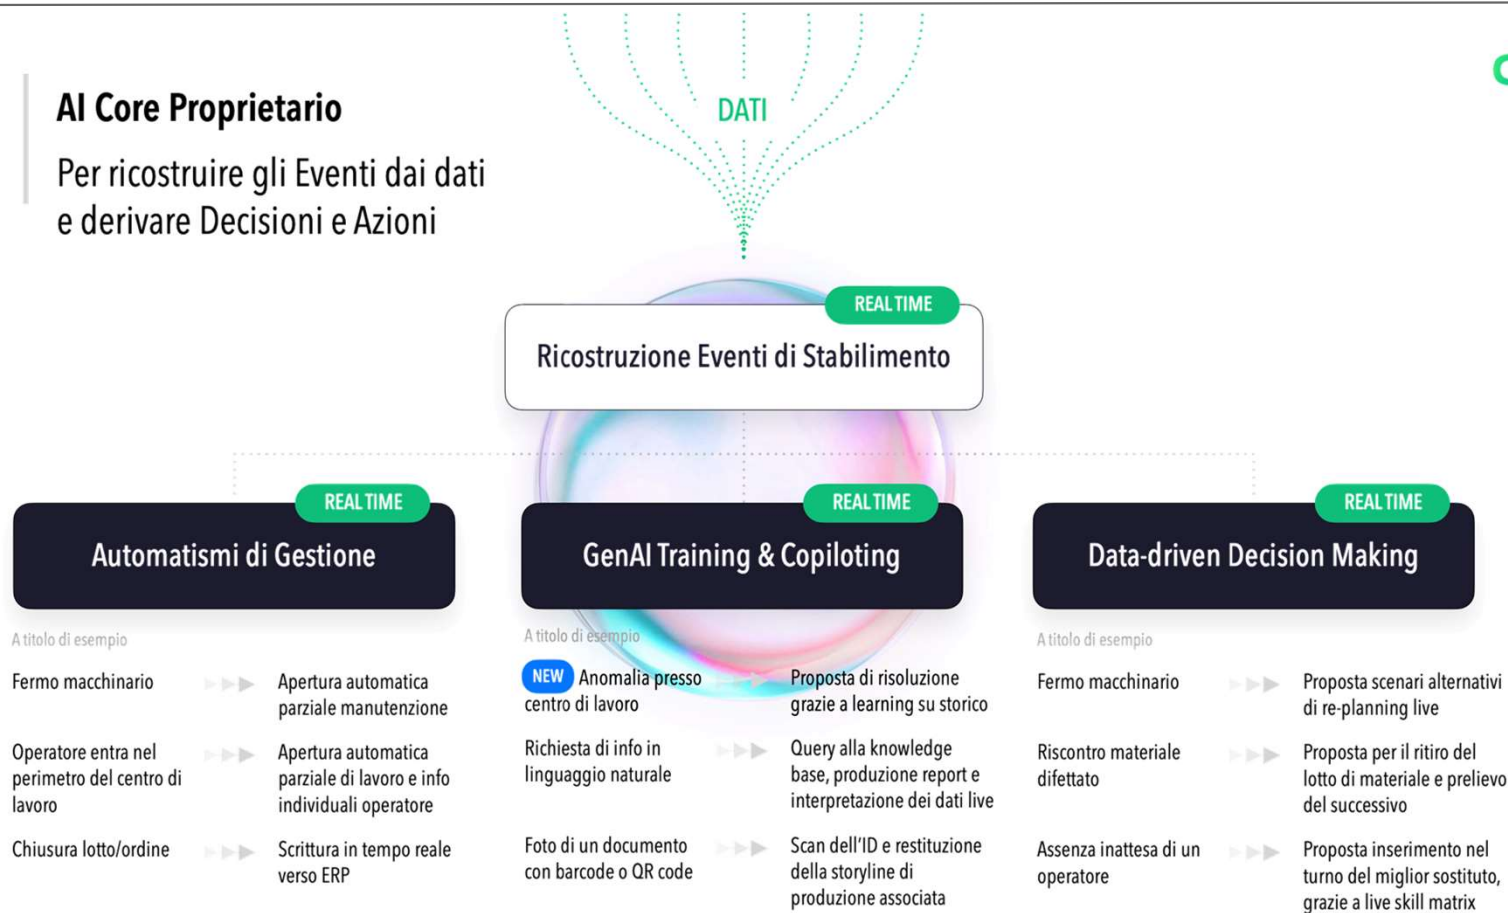 AI Core Proprietario
Per ricostruire gli Eventi dai dati
e derivare Decisioni e Azioni
DATI
REAL TIME
Ricostruzione Eventi di Stabilimento
REAL TIME
Automatismi di Gestione
A titolo di esempio
Fermo macchinario
Apertura automatica
parziale manutenzione
Operatore entra nel
perimetro del centro di
lavoro
Apertura automatica
parziale di lavoro e info
individuali operatore
Chiusura lotto/ordine
Scrittura in tempo reale
verso ERP
REAL TIME
GenAI Training & Copiloting
A titolo di esempio
NEW Anomalia presso
centro di lavoro
Proposta di risoluzione
grazie a learning su storico
Richiesta di info in
linguaggio naturale
Query alla knowledge
base, produzione report e
interpretazione dei dati live
Foto di un documento
con barcode o QR code
Scan dell'ID e restituzione
della storyline di
produzione associata
REAL TIME
Data-driven Decision Making
A titolo di esempio
Fermo macchinario
Proposta scenari alternativi
di re-planning live
Riscontro materiale
difettato
Proposta per il ritiro del
lotto di materiale e prelievo
del successivo
Assenza inattesa di un
operatore
Proposta inserimento nel
turno del miglior sostituto,
grazie a live skill matrix